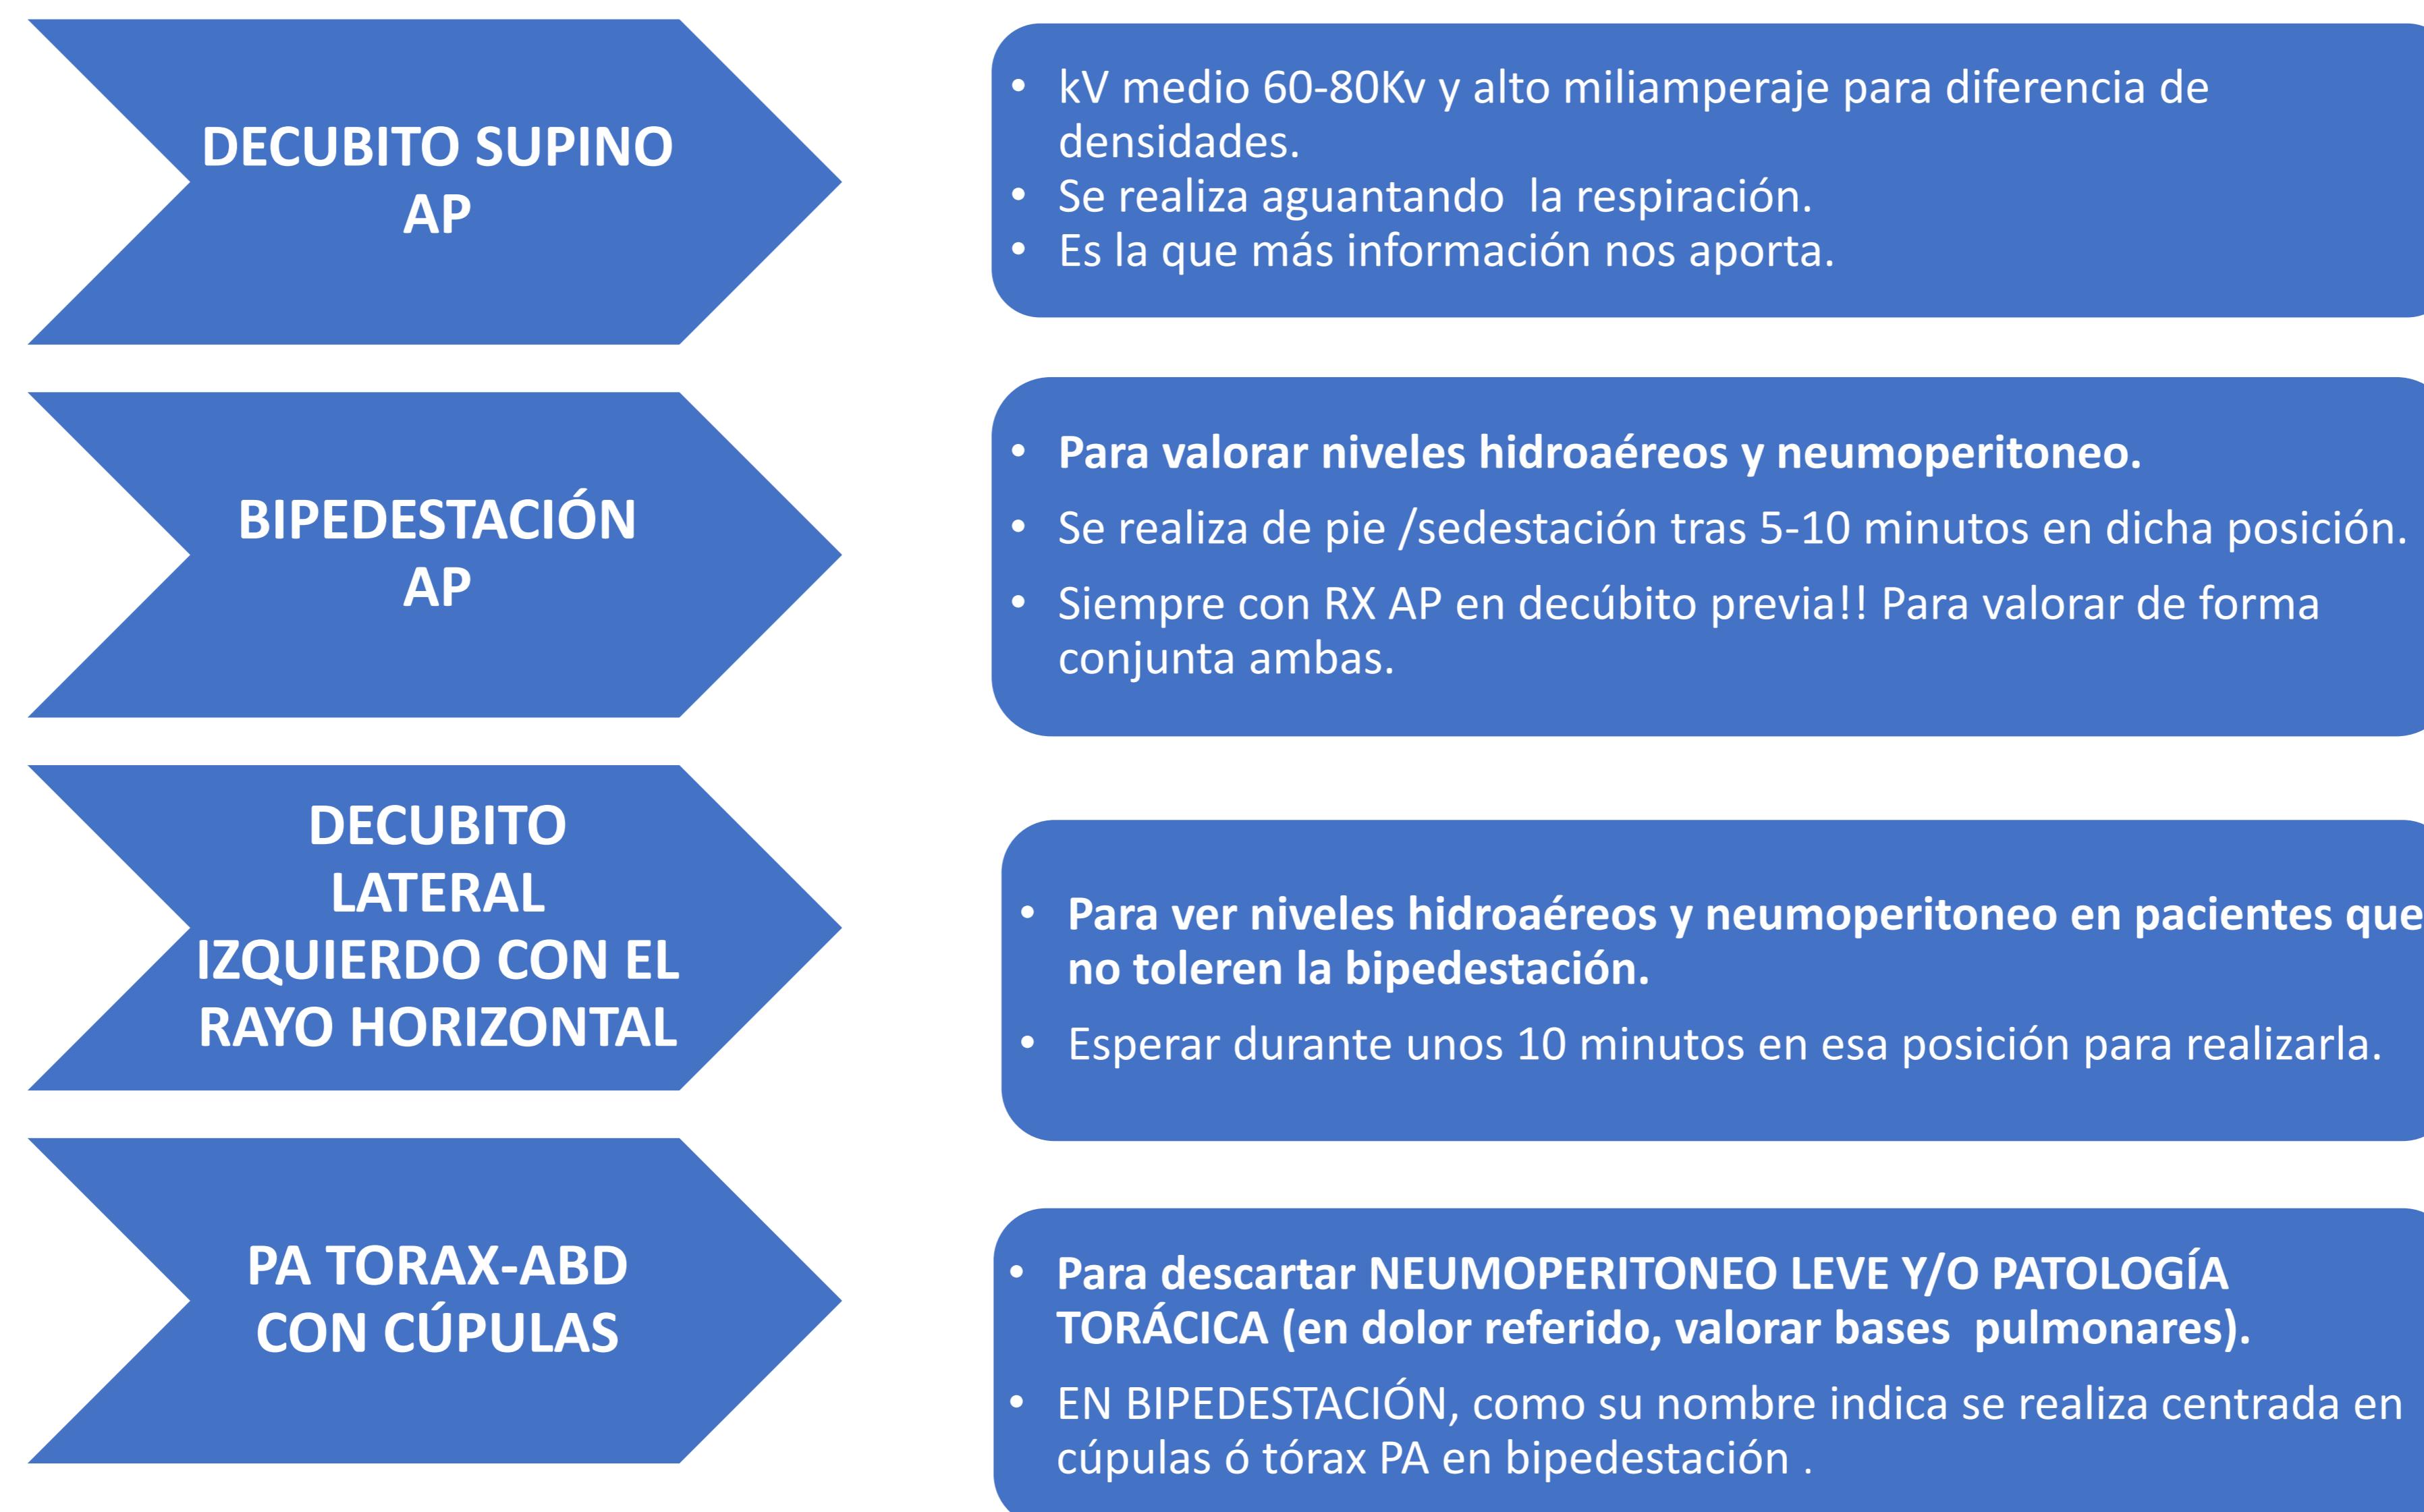 DECUBITO SUPINO
AP
• kV medio 60-80Kv y alto miliamperaje para diferencia de
densidades.
• Se realiza aguantando  la respiración.
• Es la que más información nos aporta.
BIPEDESTACIÓN
AP
• Para valorar niveles hidroaéreos y neumoperitoneo.
• Se realiza de pie /sedestación tras 5-10 minutos en dicha posición.
• Siempre con RX AP en decúbito previa!! Para valorar de forma
conjunta ambas.
DECUBITO
LATERAL
IZQUIERDO CON EL
RAYO HORIZONTAL
• Para ver niveles hidroaéreos y neumoperitoneo en pacientes que
no toleren la bipedestación.
• Esperar durante unos 10 minutos en esa posición para realizarla.
PA TORAX-ABD
CON CÚPULAS
• Para descartar NEUMOPERITONEO LEVE Y/O PATOLOGÍA
TORÁCICA (en dolor referido, valorar bases  pulmonares).
• EN BIPEDESTACIÓN, como su nombre indica se realiza centrada en
cúpulas ó tórax PA en bipedestación .